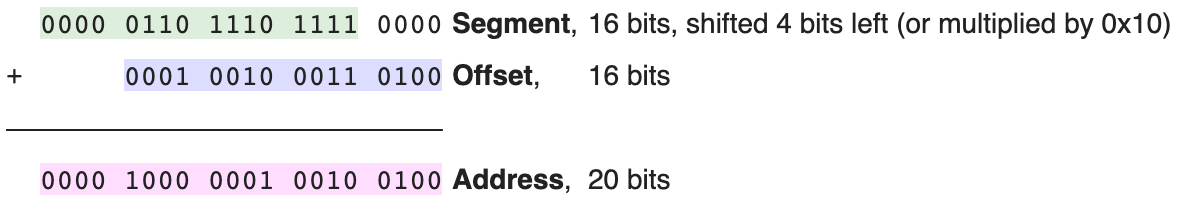 0000 0110 1110 1111 0000 Segment, 16 bits, shifted 4 bits left (or multiplied by 0x10)
+ 0001 0010 0011 0100 Offset, 16 bits
0000 1000 0001 0010 0100 Address, 20 bits